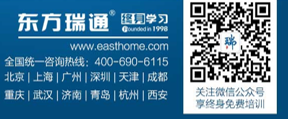 东方瑞通® 终身学习
Founded in 1998
www.easthome.com
全国统一咨询热线：400-690-6115
北京 | 上海 | 广州 | 深圳 | 天津 | 成都
重庆 | 武汉 | 济南 | 青岛 | 杭州 | 西安
瑞
关注微信公众号
享终身免费培训